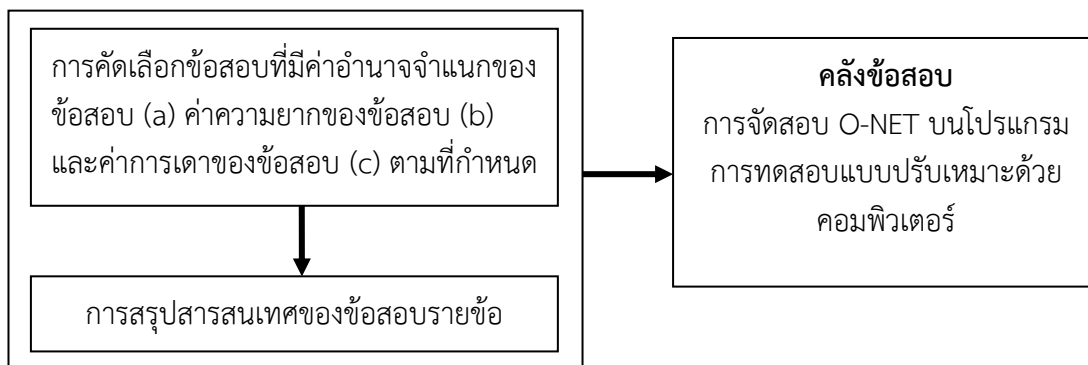 การคัดเลือกข้อสอบที่มีค่าอำนาจจำแนกของ
ข้อสอบ (a) ค่าความยากของข้อสอบ (b)
และค่าการเดาของข้อสอบ (c) ตามที่กำหนด
การสรุปสารสนเทศของข้อสอบรายข้อ
คลังข้อสอบ
การจัดสอบ O-NET บนโปรแกรม
การทดสอบแบบปรับเหมาะด้วย
คอมพิวเตอร์